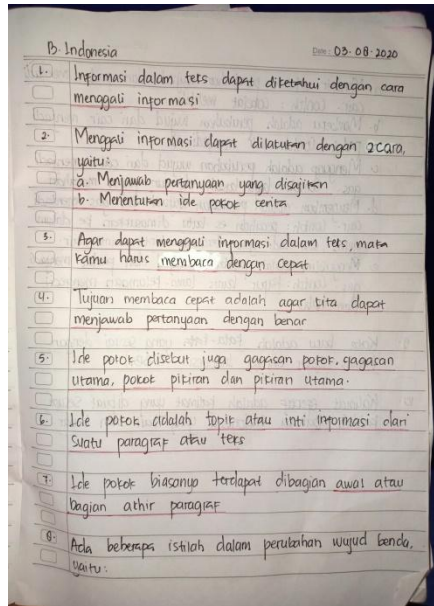 B. Indonesia
Date: 03-08-2020
1. Informasi dalam teks dapat diketahui dengan cara
menggali informasi
2. Menggali informasi dapat dilakukan dengan 2 cara,
yaitu:
a. Menjawab pertanyaan yang disajikan
b. Menentukan ide pokok cerita
3. Agar dapat menggali informasi dalam teks, maka
kamu harus membaca dengan cepat
4. Tujuan membaca cepat adalah agar kita dapat
menjawab pertanyaan dengan benar
5. Ide pokok disebut juga gagasan pokok, gagasan
utama, pokok pikiran dan pikiran utama.
6. Ide pokok adalah topik atau inti informasi dari
suatu paragraf atau teks
7. Ide pokok biasanya terdapat dibagian awal atau
bagian akhir paragraf
8. Ada beberapa istilah dalam perubahan wujud benda,
yaitu: